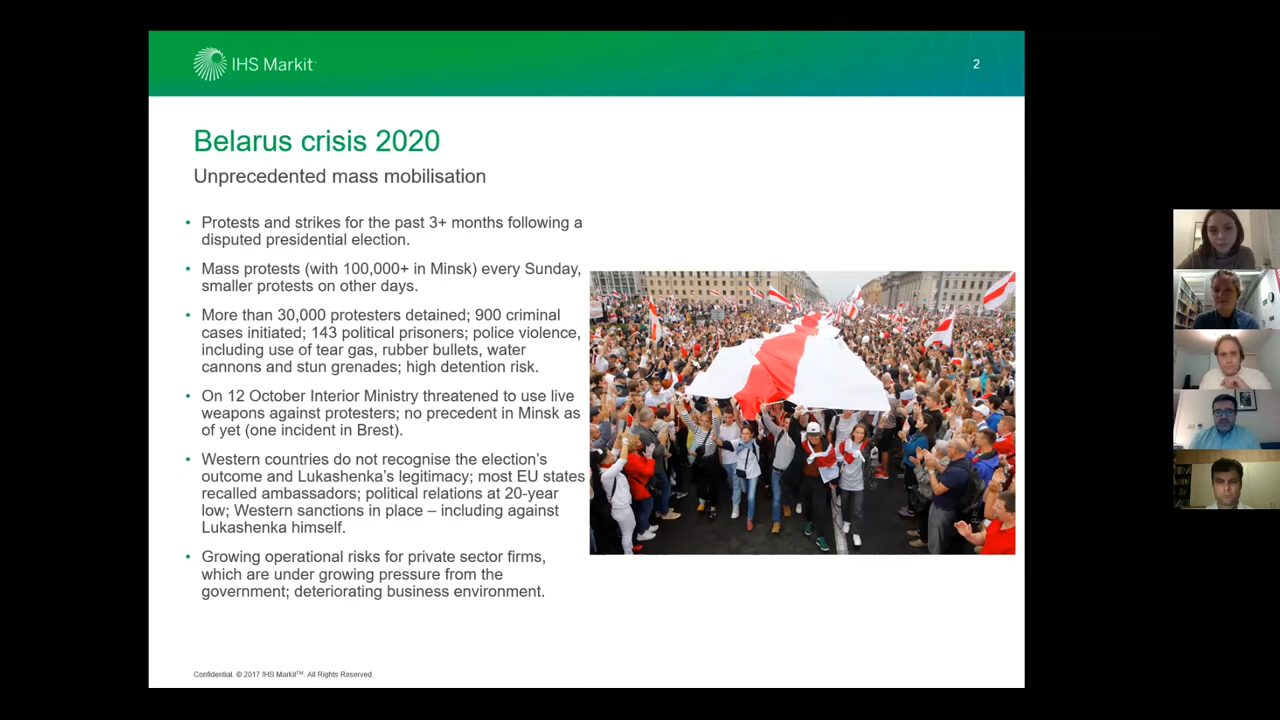 IHS Markit
2
Belarus crisis 2020
Unprecedented mass mobilisation
• Protests and strikes for the past 3+ months following a
disputed presidential election.
• Mass protests (with 100,000+ in Minsk) every Sunday,
smaller protests on other days.
• More than 30,000 protesters detained; 900 criminal
cases initiated; 143 political prisoners; police violence,
including use of tear gas, rubber bullets, water
cannons and stun grenades; high detention risk.
• On 12 October Interior Ministry threatened to use live
weapons against protesters; no precedent in Minsk as
of yet (one incident in Brest).
• Western countries do not recognise the election's
outcome and Lukashenka's legitimacy; most EU states
recalled ambassadors; political relations at 20-year
low; Western sanctions in place – including against
Lukashenka himself.
• Growing operational risks for private sector firms,
which are under growing pressure from the
government; deteriorating business environment.
Confidential. © 2017 IHS Markit™. All Rights Reserved.